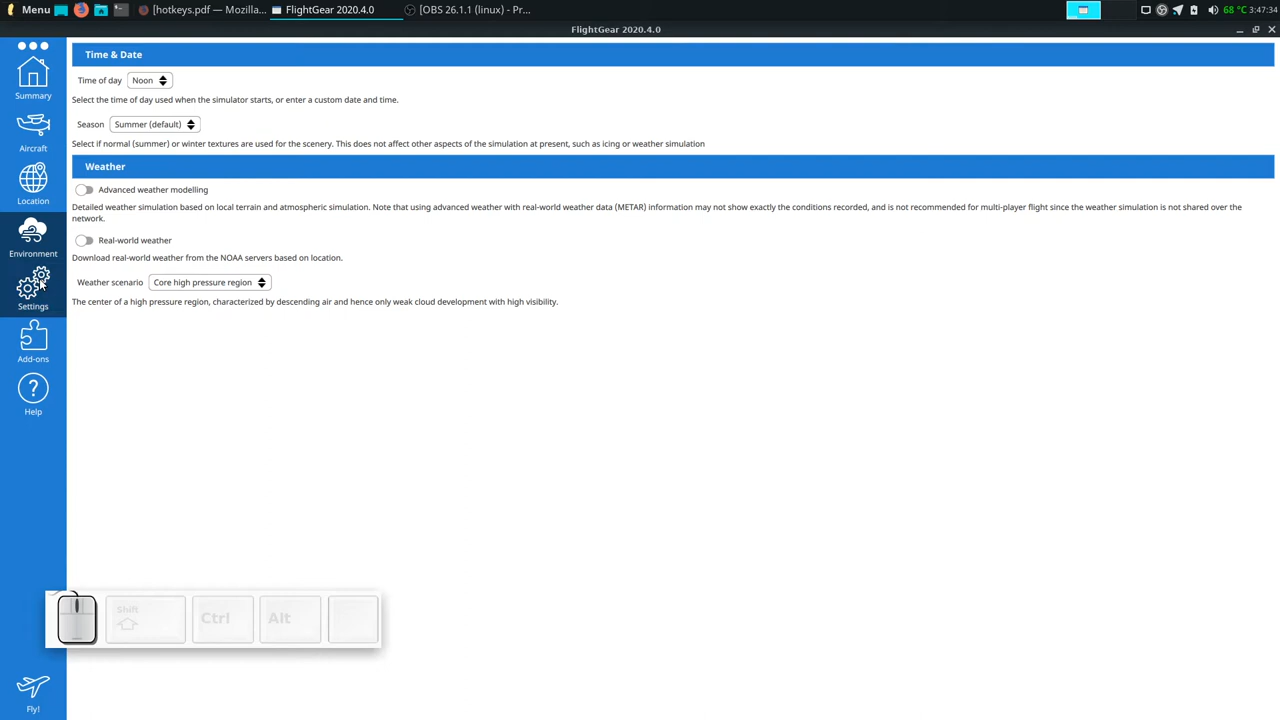 Menu
[hotkeys.pdf — Mozilla...
FlightGear 2020.4.0
[OBS 26.1.1 (linux) - Pr...
68 °C
3:47:34
FlightGear 2020.4.0
Summary
Aircraft
Location
Environment
Settings
Add-ons
?
Help
Fly!
Time & Date
Time of day
Noon
Select the time of day used when the simulator starts, or enter a custom date and time.
Season
Summer (default)
Select if normal (summer) or winter textures are used for the scenery. This does not affect other aspects of the simulation at present, such as icing or weather simulation
Weather
Advanced weather modelling
Detailed weather simulation based on local terrain and atmospheric simulation. Note that using advanced weather with real-world weather data (METAR) information may not show exactly the conditions recorded, and is not recommended for multi-player flight since the weather simulation is not shared over the
network.
Real-world weather
Download real-world weather from the NOAA servers based on location.
Weather scenario
Core high pressure region
The center of a high pressure region, characterized by descending air and hence only weak cloud development with high visibility.
Shift
Ctrl
Alt